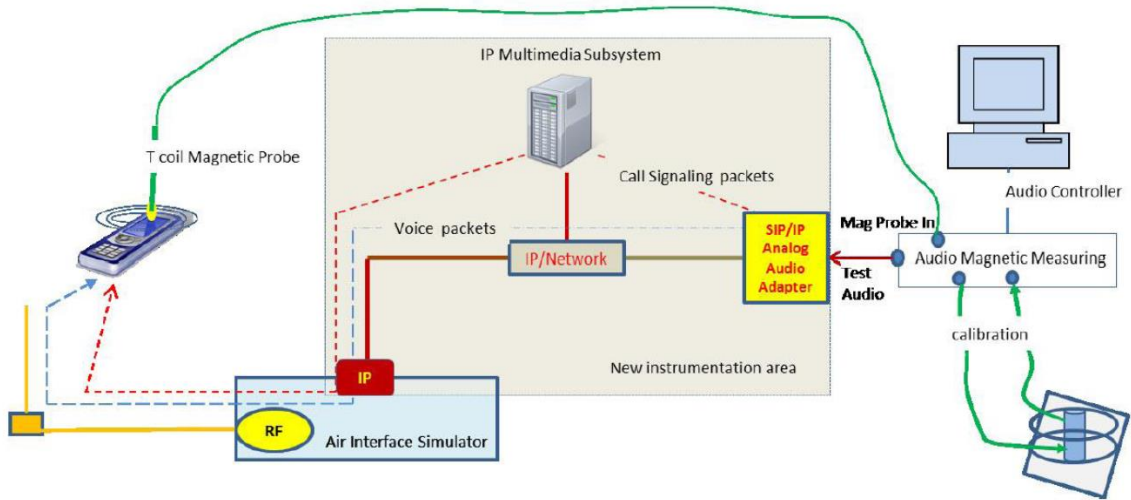 IP Multimedia Subsystem
T coil Magnetic Probe
Call Signaling packets
Audio Controller
Voice packets
SIP/IP
Analog
Audio
Adapter
Mag Probe In
IP/Network
Audio Magnetic Measuring
Test
Audio
calibration
New instrumentation area
IP
RF
Air Interface Simulator